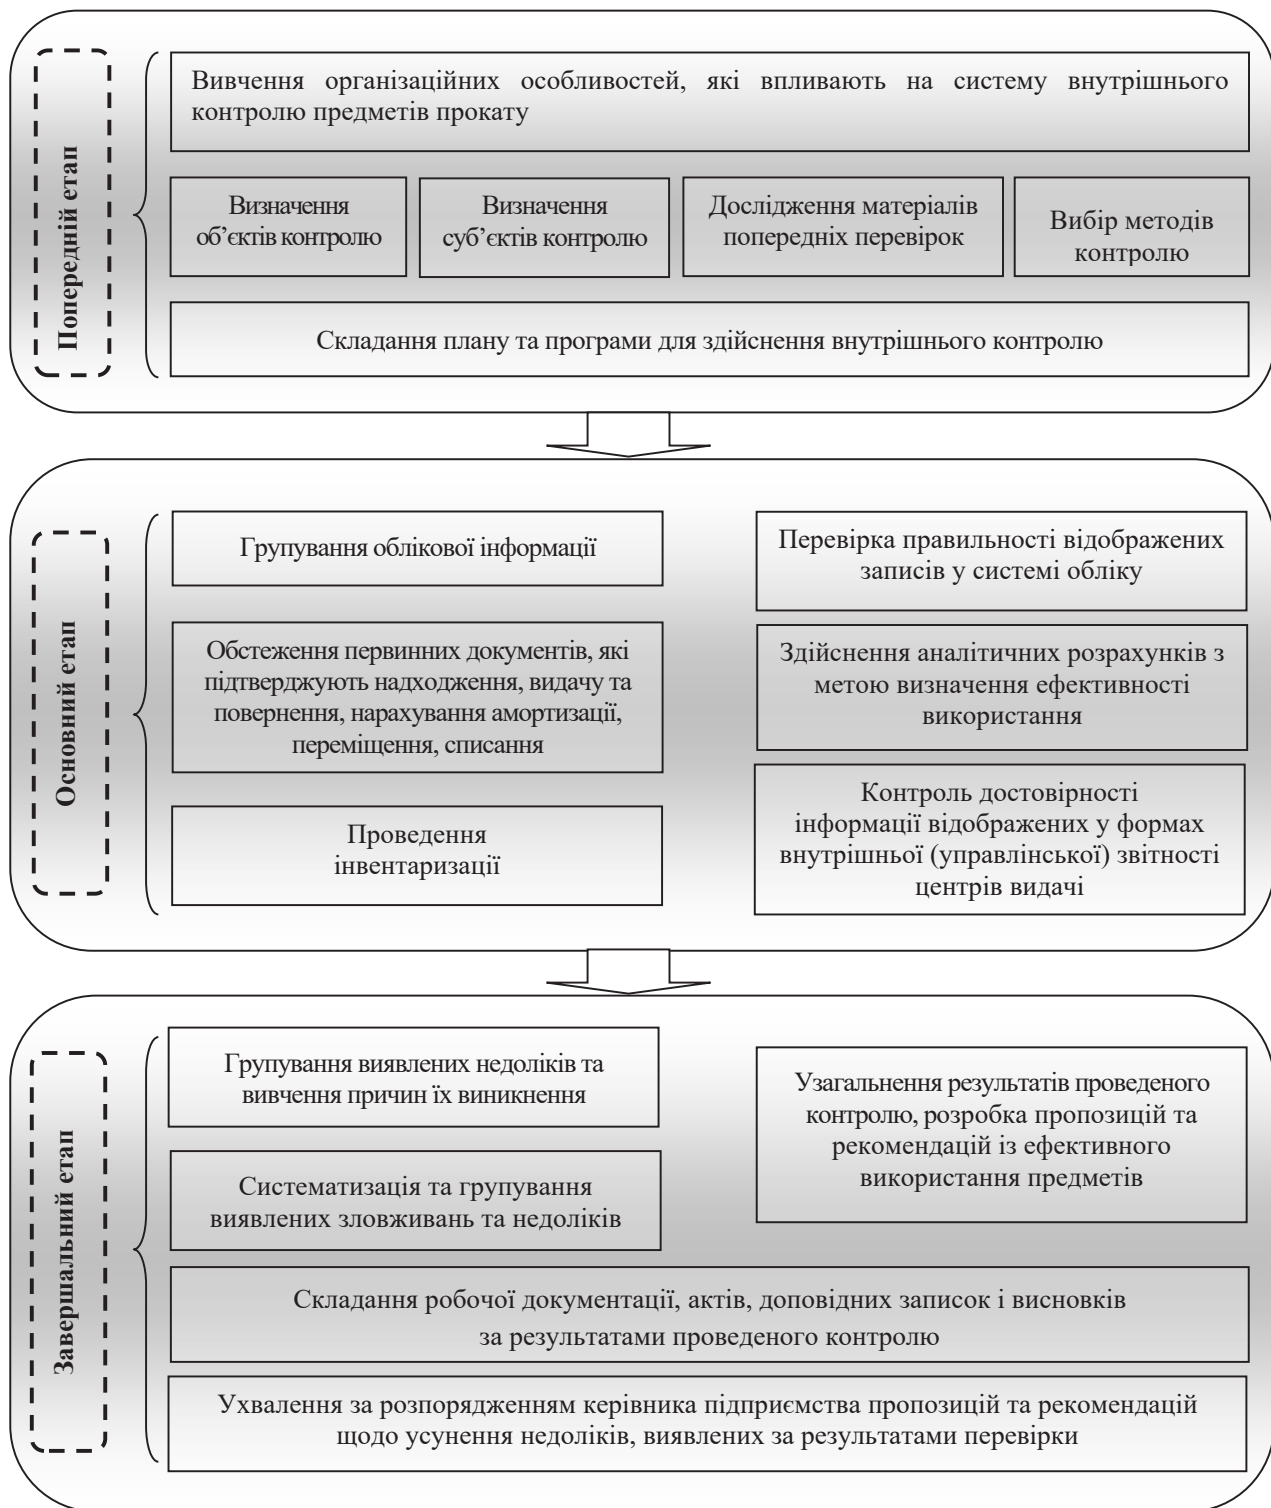 Попередній етап
Вивчення організаційних особливостей, які впливають на систему внутрішнього
контролю предметів прокату
Визначення
об’єктів контролю
Визначення
суб’єктів контролю
Дослідження матеріалів
попередніх перевірок
Вибір методів
контролю
Складання плану та програми для здійснення внутрішнього контролю
Основний етап
Групування облікової інформації
Обстеження первинних документів, які
підтверджують надходження, видачу та
повернення, нарахування амортизації,
переміщення, списання
Проведення
інвентаризації
Перевірка правильності відображених
записів у системі обліку
Здійснення аналітичних розрахунків з
метою визначення ефективності
використання
Контроль достовірності
інформації відображених у формах
внутрішньої (управлінської) звітності
центрів видачі
Завершальний етап
Групування виявлених недоліків та
вивчення причин їх виникнення
Систематизація та групування
виявлених зловживань та недоліків
Узагальнення результатів проведеного
контролю, розробка пропозицій та
рекомендацій із ефективного
використання предметів
Складання робочої документації, актів, доповідних записок і висновків
за результатами проведеного контролю
Ухвалення за розпорядженням керівника підприємства пропозицій та рекомендацій
щодо усунення недоліків, виявлених за результатами перевірки